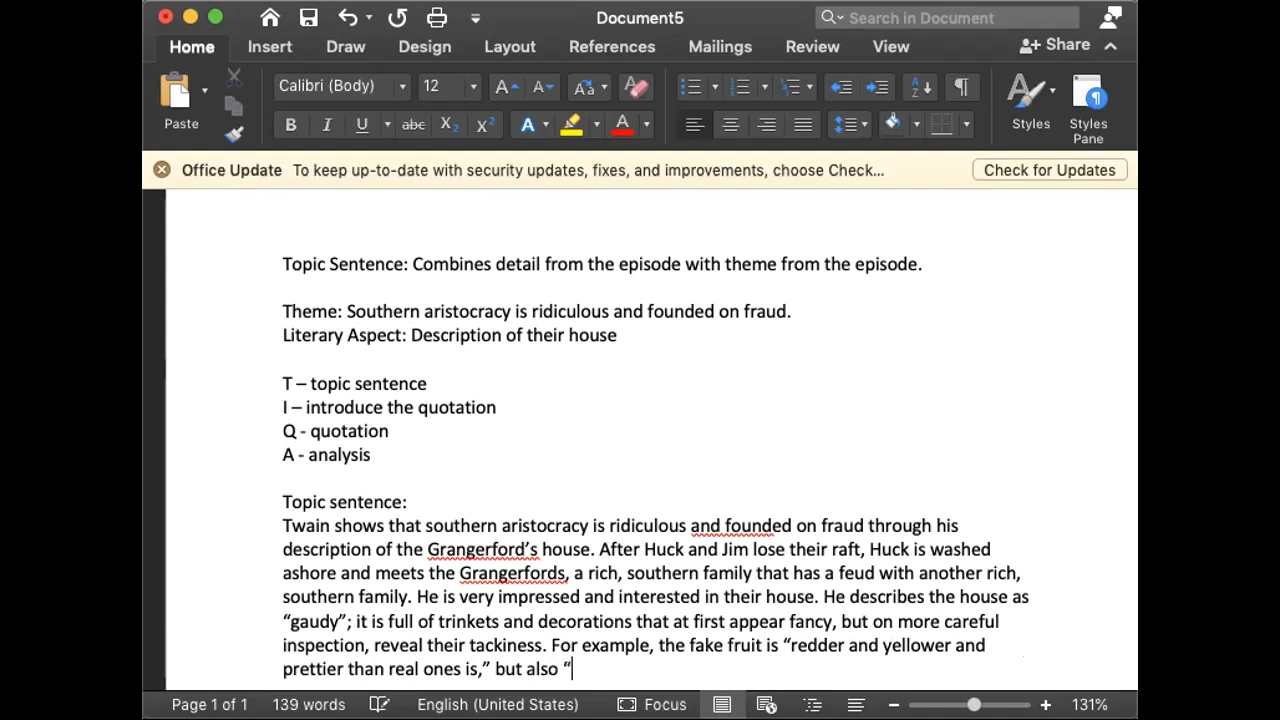 Document5
Search in Document
Home Insert Draw Design Layout References Mailings Review View Share
Calibri (Body) 12
Paste
B I U abc X2 X2 A A
Styles Styles Pane
Office Update To keep up-to-date with security updates, fixes, and improvements, choose Check... Check for Updates
Topic Sentence: Combines detail from the episode with theme from the episode.
Theme: Southern aristocracy is ridiculous and founded on fraud.
Literary Aspect: Description of their house
T – topic sentence
I – introduce the quotation
Q - quotation
A - analysis
Topic sentence:
Twain shows that southern aristocracy is ridiculous and founded on fraud through his
description of the Grangerford’s house. After Huck and Jim lose their raft, Huck is washed
ashore and meets the Grangerfords, a rich, southern family that has a feud with another rich,
southern family. He is very impressed and interested in their house. He describes the house as
“gaudy”; it is full of trinkets and decorations that at first appear fancy, but on more careful
inspection, reveal their tackiness. For example, the fake fruit is “redder and yellower and
prettier than real ones is,” but also “
Page 1 of 1 139 words English (United States) Focus 131%